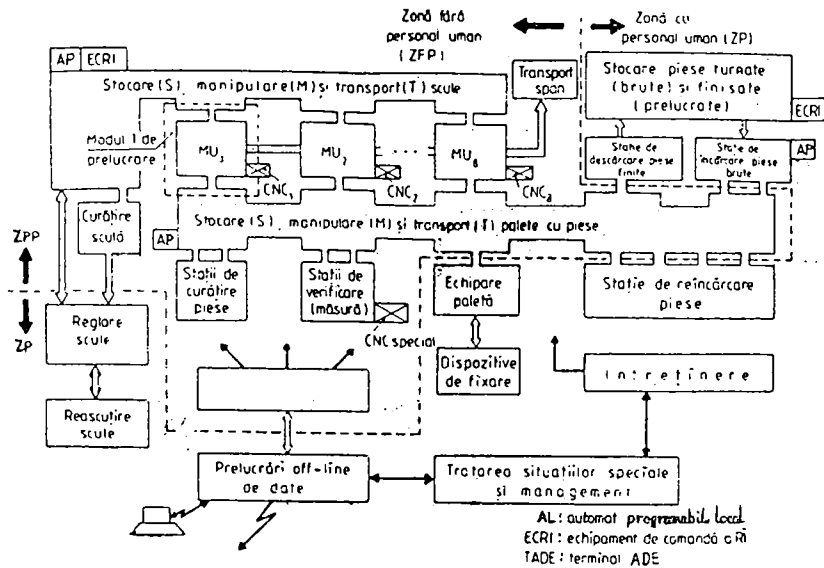 Zonă fără
personal uman
(ZFP)
Zonă cu
personal uman (ZP)
AP
ECRI
Stocare (S), manipulare (M) și transport (T) scule
Transport
span
Stocare piese turnate
(brute) și finisate
(prelucrate)
ECRI
Modul 1 de
prelucrare
MU₁
MU₂
MU₈
CNC₁
CNC₂
CNC₈
Stație de
descărcare piese
finite
Stație de
încărcare piese
brute
AP
Curățire
sculă
Stocare (S), manipulare (M) și transport (T) palete cu piese
AP
ZPP
ZP
Stații de
curățire
piese
Stații de
verificare
(măsură)
CNC special
Echipare
paletă
Stație de reîncărcare
piese
Reglare
scule
Dispozitive
de fixare
Întreținere
Reascuțire
scule
Prelucrări off-line
de date
Tratarea situațiilor speciale
și management
AL: automat programabil local
ECRI: echipament de comandă a RI
TADE: terminal ADE